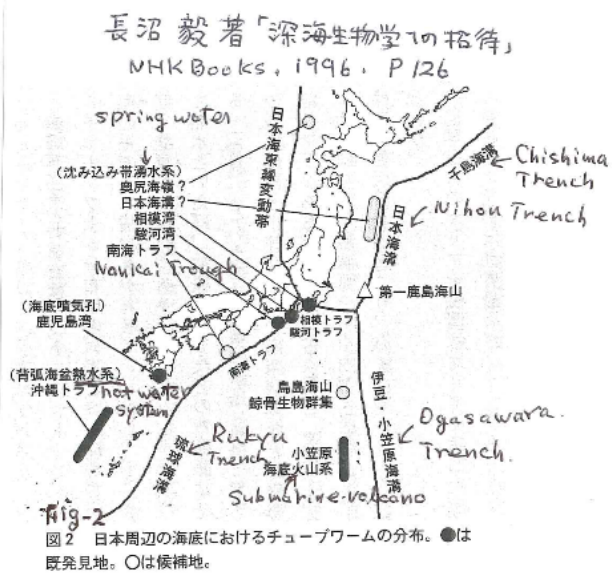 長沼 毅 著「深海生物学への招待」
NHK Books, 1996, P126
spring water
日本海東縁変動帯
(沈み込み帯湧水系)
奥尻海嶺?
日本海溝?
相模湾
駿河湾
南海トラフ
Nankai Trough
千島海溝
Chishima
Trench
日本海溝
Nihon Trench
第一鹿島海山
(海底噴気孔)
鹿児島湾
相模トラフ
駿河トラフ
南海トラフ
(背弧海盆熱水系)
沖縄トラフ
hot water
system
鳥島海山
鯨骨生物群集
伊豆・小笠原海溝
Ogasawara
Trench.
Rukyu
Trench
小笠原
海底火山系
Submarine-volcano
Fig-2
図2 日本周辺の海底におけるチューブワームの分布。●は
既発見地。○は候補地。